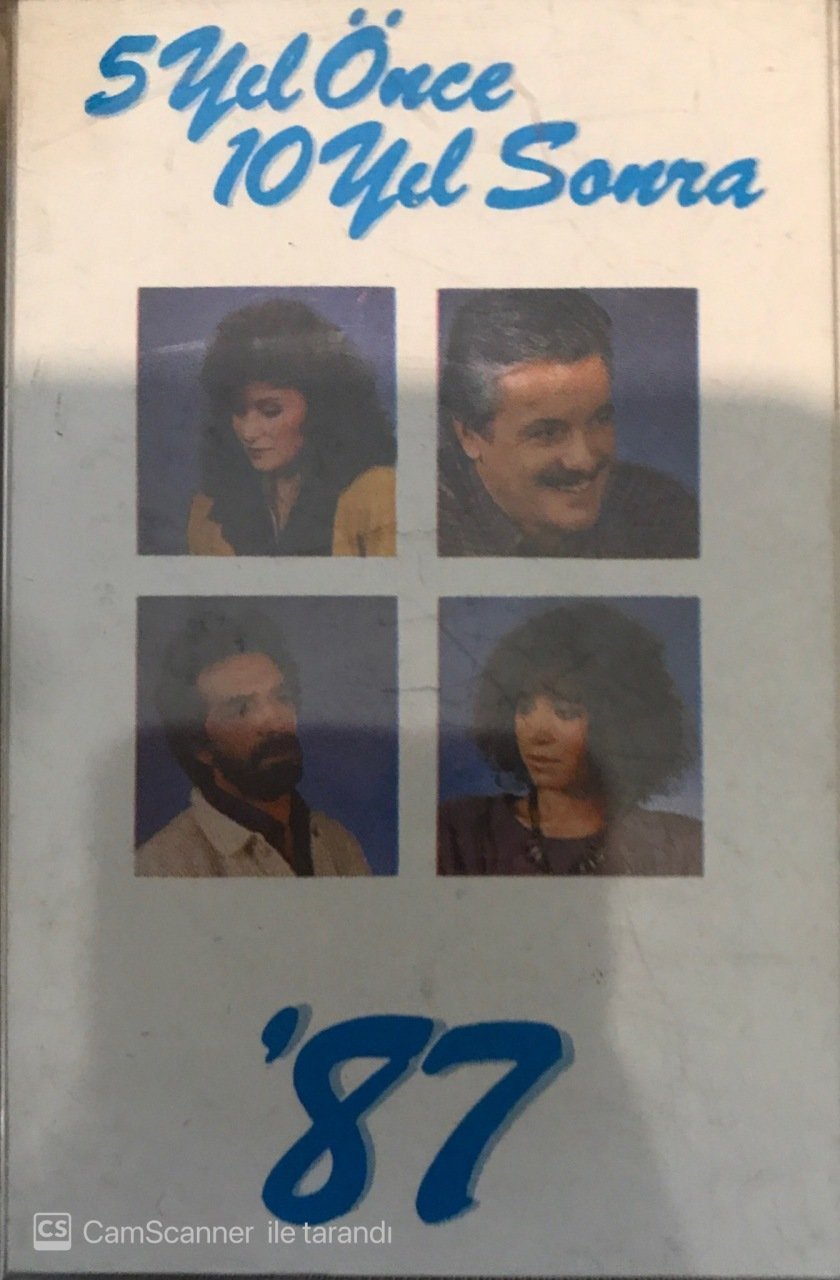 5 Yıl Önce
10 Yıl Sonra
'87
CS CamScanner ile tarandı